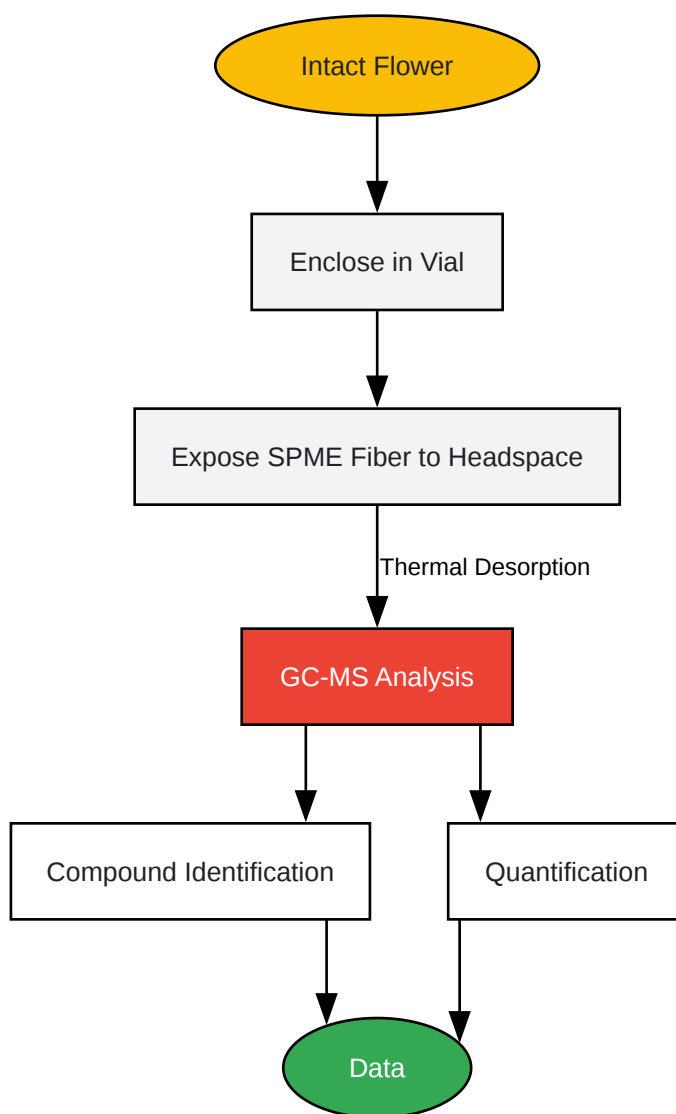 Intact Flower
Enclose in Vial
Expose SPME Fiber to Headspace
Thermal Desorption
GC-MS Analysis
Compound Identification
Quantification
Data